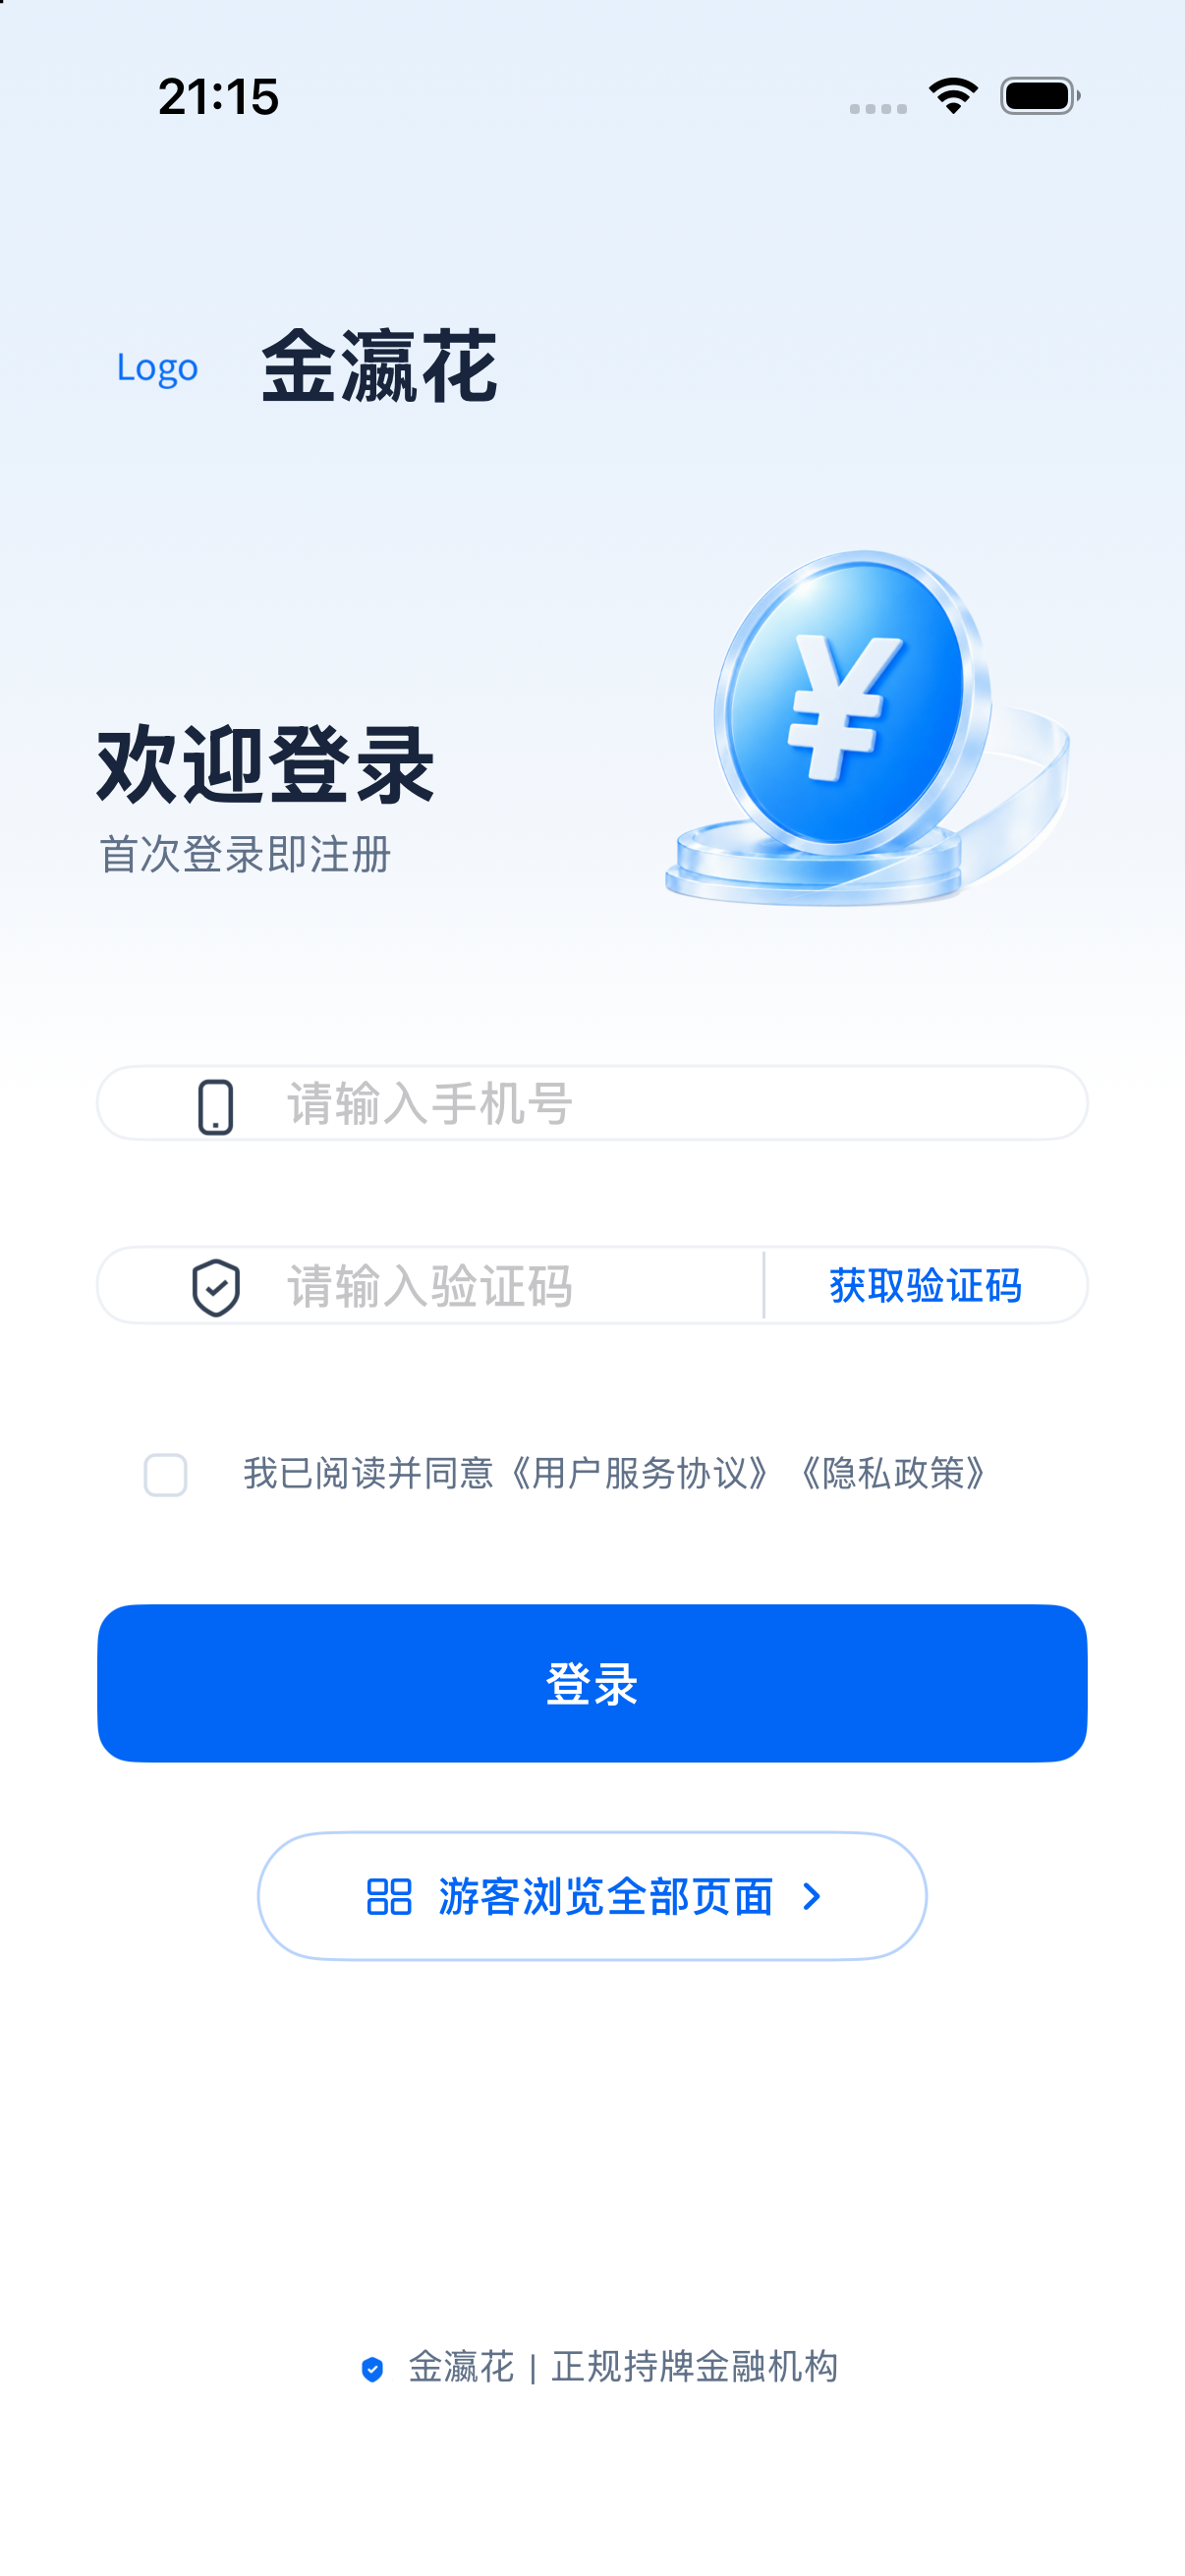 21:15
Logo 金瀛花
¥
欢迎登录
首次登录即注册
请输入手机号
请输入验证码 获取验证码
我已阅读并同意《用户服务协议》《隐私政策》
登录
游客浏览全部页面
金瀛花 | 正规持牌金融机构